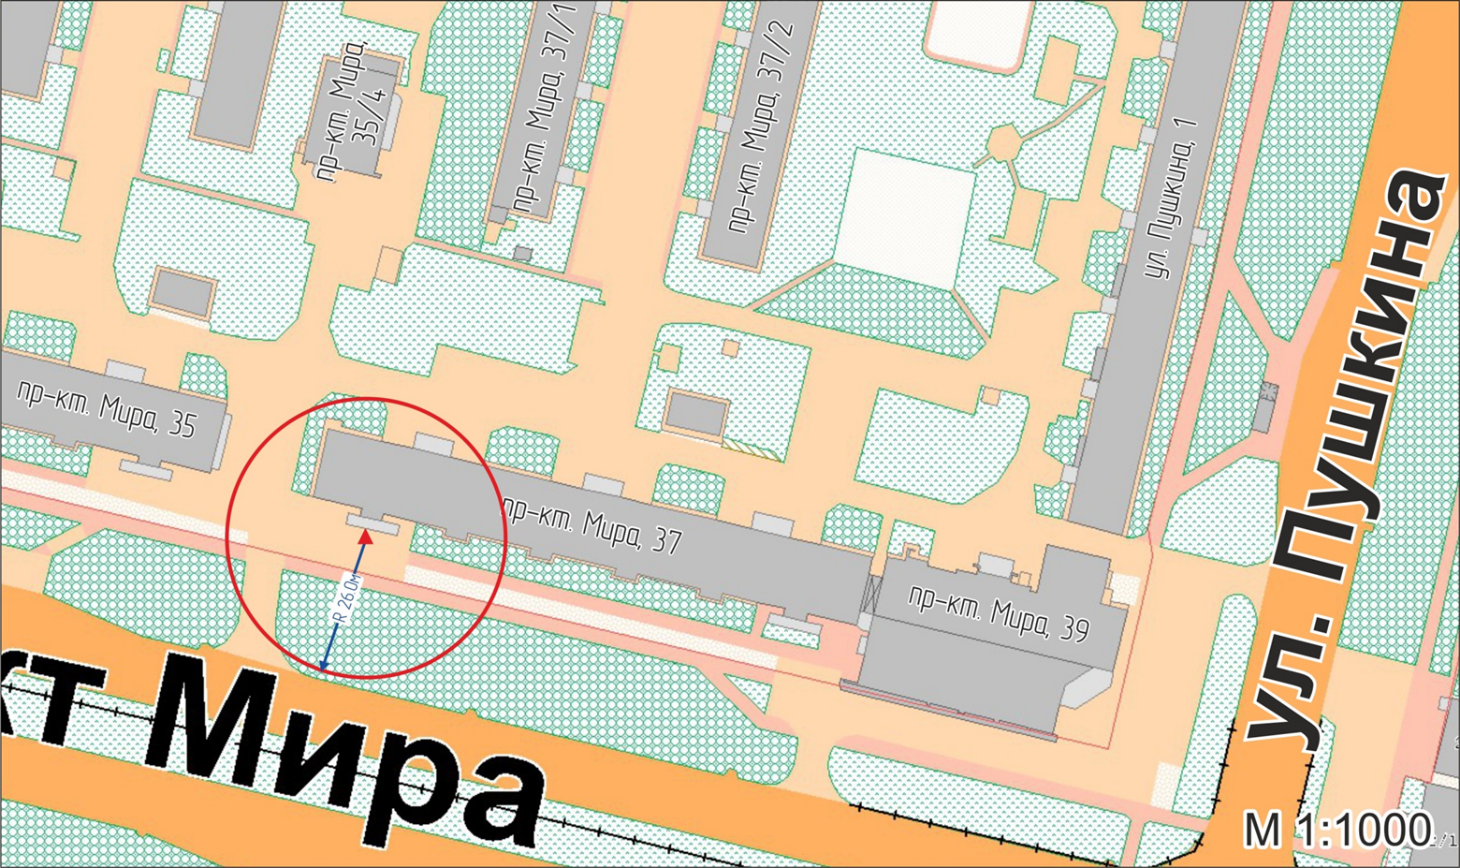 пр-кт. Мира,
35/4
пр-кт. Мира, 37/1
пр-кт. Мира, 37/2
ул. Пушкина, 1
ул. Пушкина
пр-кт. Мира, 35
пр-кт. Мира, 37
R 26.0м
пр-кт. Мира, 39
кт Мира
М 1:1000